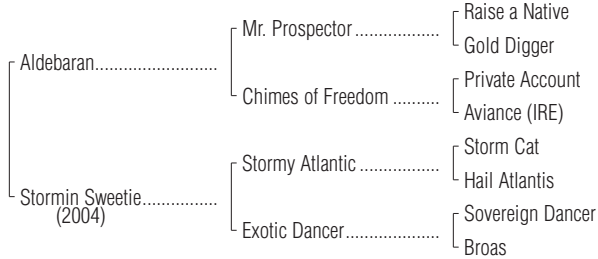 Raise a Native
Mr. Prospector ..................
Gold Digger
Aldebaran..........................
Private Account
Chimes of Freedom ..........
Aviance (IRE)
Storm Cat
Stormy Atlantic .................
Hail Atlantis
Stormin Sweetie................
(2004)
Sovereign Dancer
Exotic Dancer....................
Broas